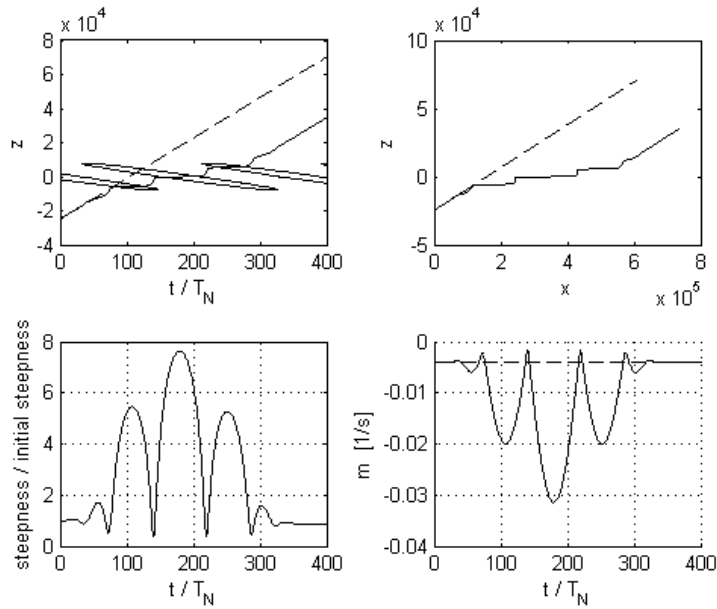 x 10^4
8
6
4
2
0
-2
-4
z
0 100 200 300 400
t / T_N
x 10^4
10
5
0
-5
z
0 2 4 6 8
x
x 10^5
8
6
4
2
0
steepness / initial steepness
0 100 200 300 400
t / T_N
0
-0.01
-0.02
-0.03
-0.04
m [1/s]
0 100 200 300 400
t / T_N